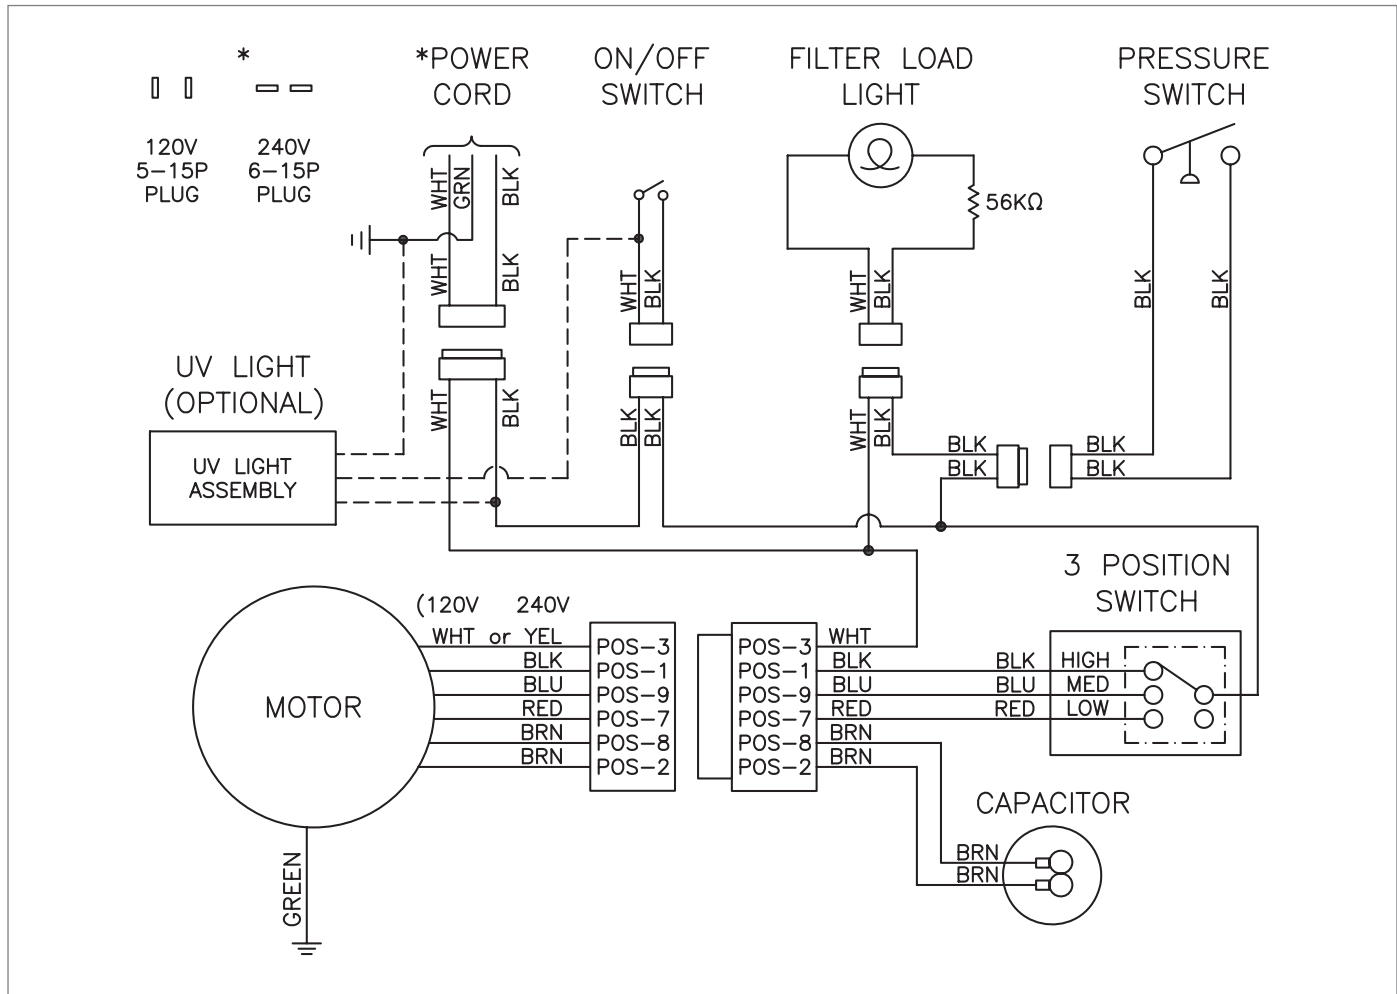 *
120V
5-15P
PLUG
240V
6-15P
PLUG
*POWER
CORD
ON/OFF
SWITCH
FILTER LOAD
LIGHT
PRESSURE
SWITCH
WHT
GRN
BLK
WHT
BLK
WHT
BLK
56KΩ
WHT
BLK
WHT
BLK
BLK
BLK
UV LIGHT
(OPTIONAL)
UV LIGHT
ASSEMBLY
BLK
BLK
WHT
BLK
BLK
BLK
BLK
BLK
3 POSITION
SWITCH
(120V 240V
WHT or YEL
BLK
BLU
RED
BRN
BRN
MOTOR
GREEN
POS-3
POS-1
POS-9
POS-7
POS-8
POS-2
POS-3
POS-1
POS-9
POS-7
POS-8
POS-2
WHT
BLK
BLU
RED
BRN
BRN
BLK
BLU
RED
HIGH
MED
LOW
CAPACITOR
BRN
BRN